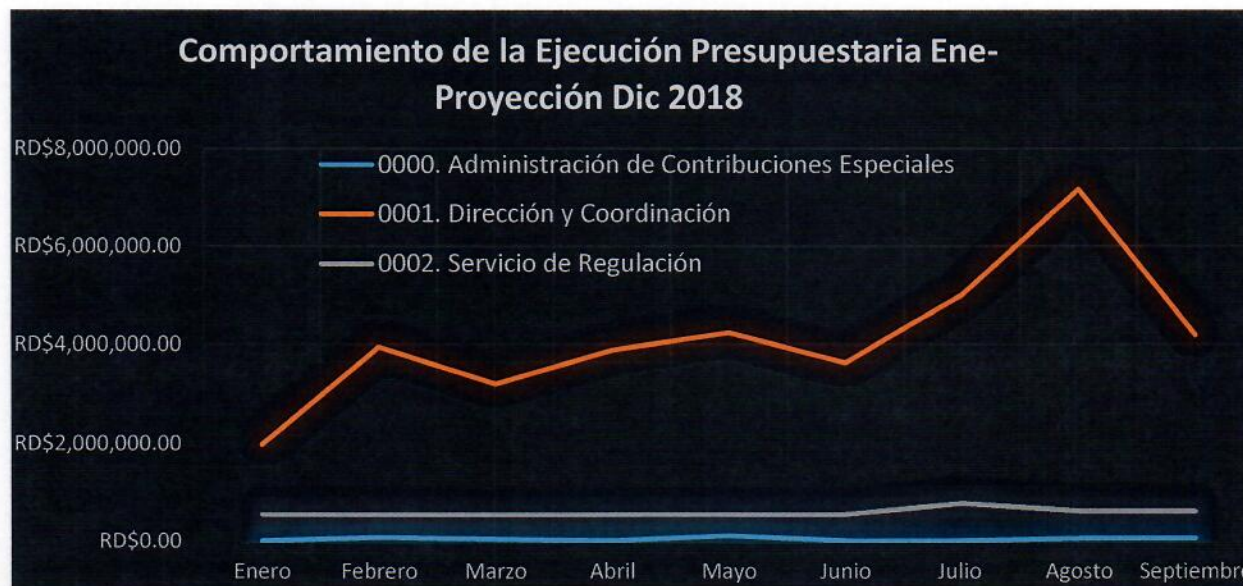 Comportamiento de la Ejecución Presupuestaria Ene-
Proyección Dic 2018
RD$8,000,000.00
0000. Administración de Contribuciones Especiales
0001. Dirección y Coordinación
RD$6,000,000.00
0002. Servicio de Regulación
RD$4,000,000.00
RD$2,000,000.00
RD$0.00
Enero Febrero Marzo Abril Mayo Junio Julio Agosto Septiembre